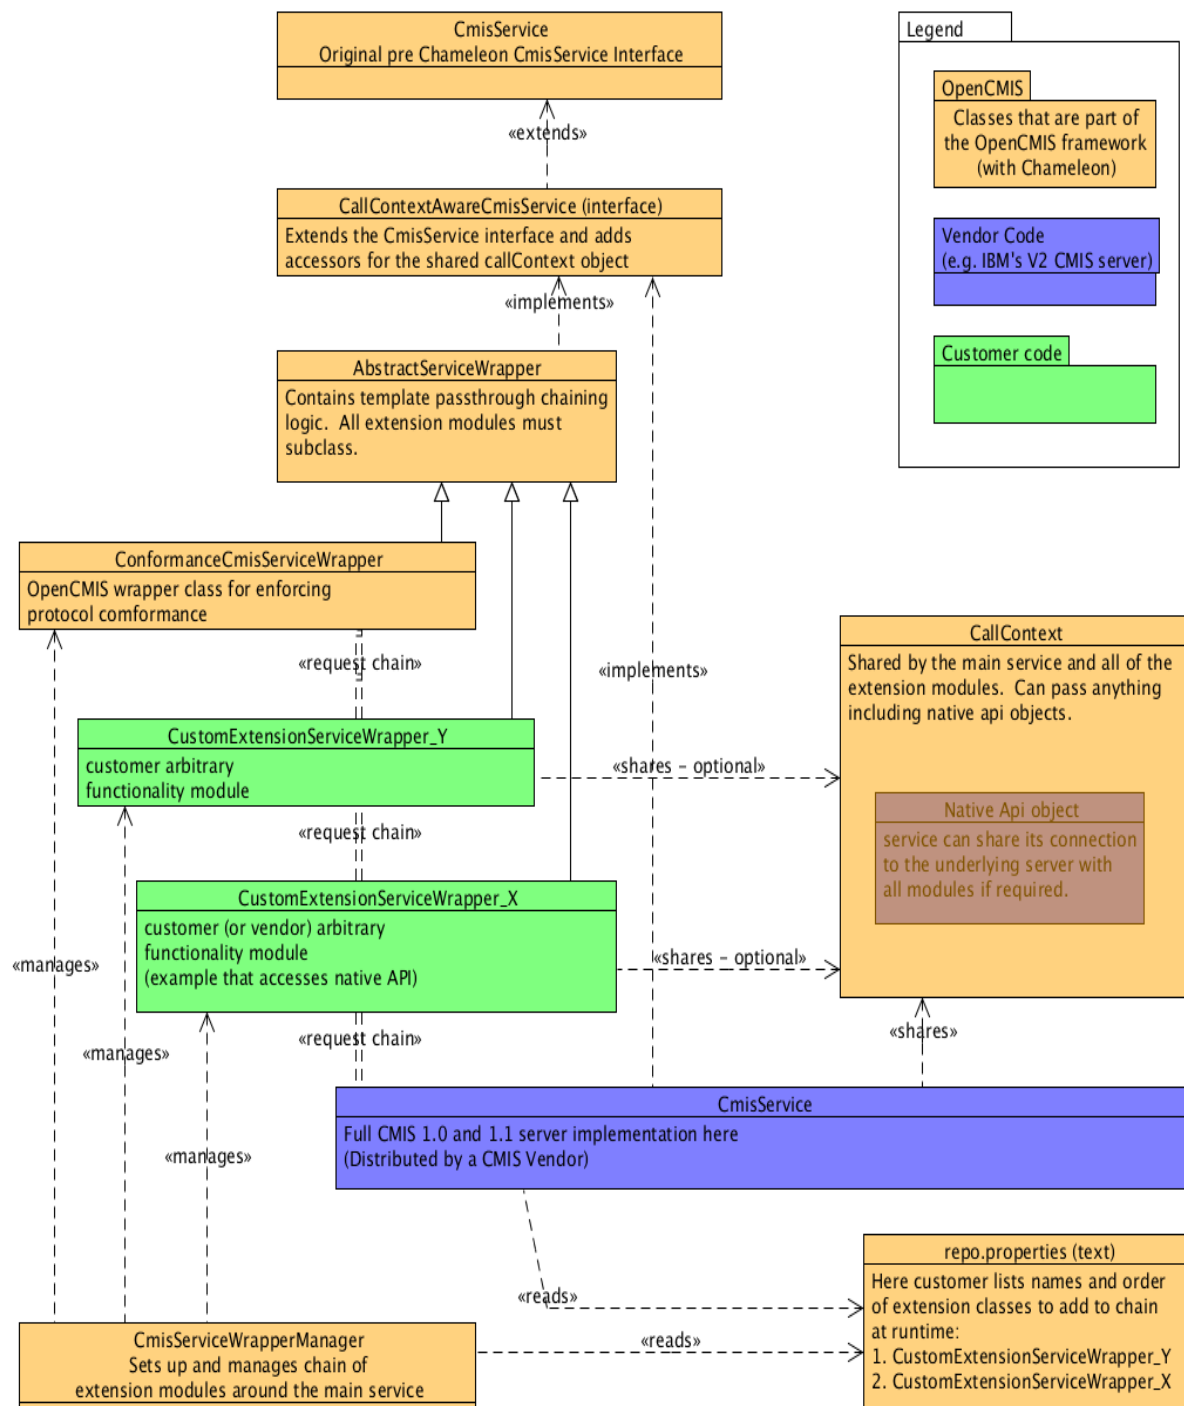 CmisService
Original pre Chameleon CmisService Interface
«extends»
CallContextAwareCmisService (interface)
Extends the CmisService interface and adds
accessors for the shared callContext object
«implements»
AbstractServiceWrapper
Contains template passthrough chaining
logic.  All extension modules must
subclass.
ConformanceCmisServiceWrapper
OpenCMIS wrapper class for enforcing
protocol comformance
«request chain»
«implements»
CustomExtensionServiceWrapper_Y
customer arbitrary
functionality module
«shares – optional»
«request chain»
CustomExtensionServiceWrapper_X
customer (or vendor) arbitrary
functionality module
(example that accesses native API)
«shares – optional»
«manages»
«manages»
«manages»
«request chain»
CallContext
Shared by the main service and all of the
extension modules.  Can pass anything
including native api objects.
Native Api object
service can share its connection
to the underlying server with
all modules if required.
«shares»
CmisService
Full CMIS 1.0 and 1.1 server implementation here
(Distributed by a CMIS Vendor)
«reads»
«reads»
CmisServiceWrapperManager
Sets up and manages chain of
extension modules around the main service
repo.properties (text)
Here customer lists names and order
of extension classes to add to chain
at runtime:
1. CustomExtensionServiceWrapper_Y
2. CustomExtensionServiceWrapper_X
Legend
OpenCMIS
Classes that are part of
the OpenCMIS framework
(with Chameleon)
Vendor Code
(e.g. IBM's V2 CMIS server)
Customer code